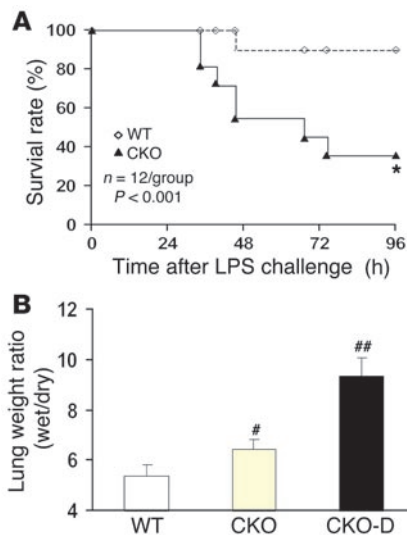 A
Survial rate (%)
100
80
60
40
20
0
WT
CKO
n = 12/group
P < 0.001
*
0 24 48 72 96
Time after LPS challenge (h)
B
Lung weight ratio
(wet/dry)
12
10
8
6
4
#
##
WT CKO CKO-D